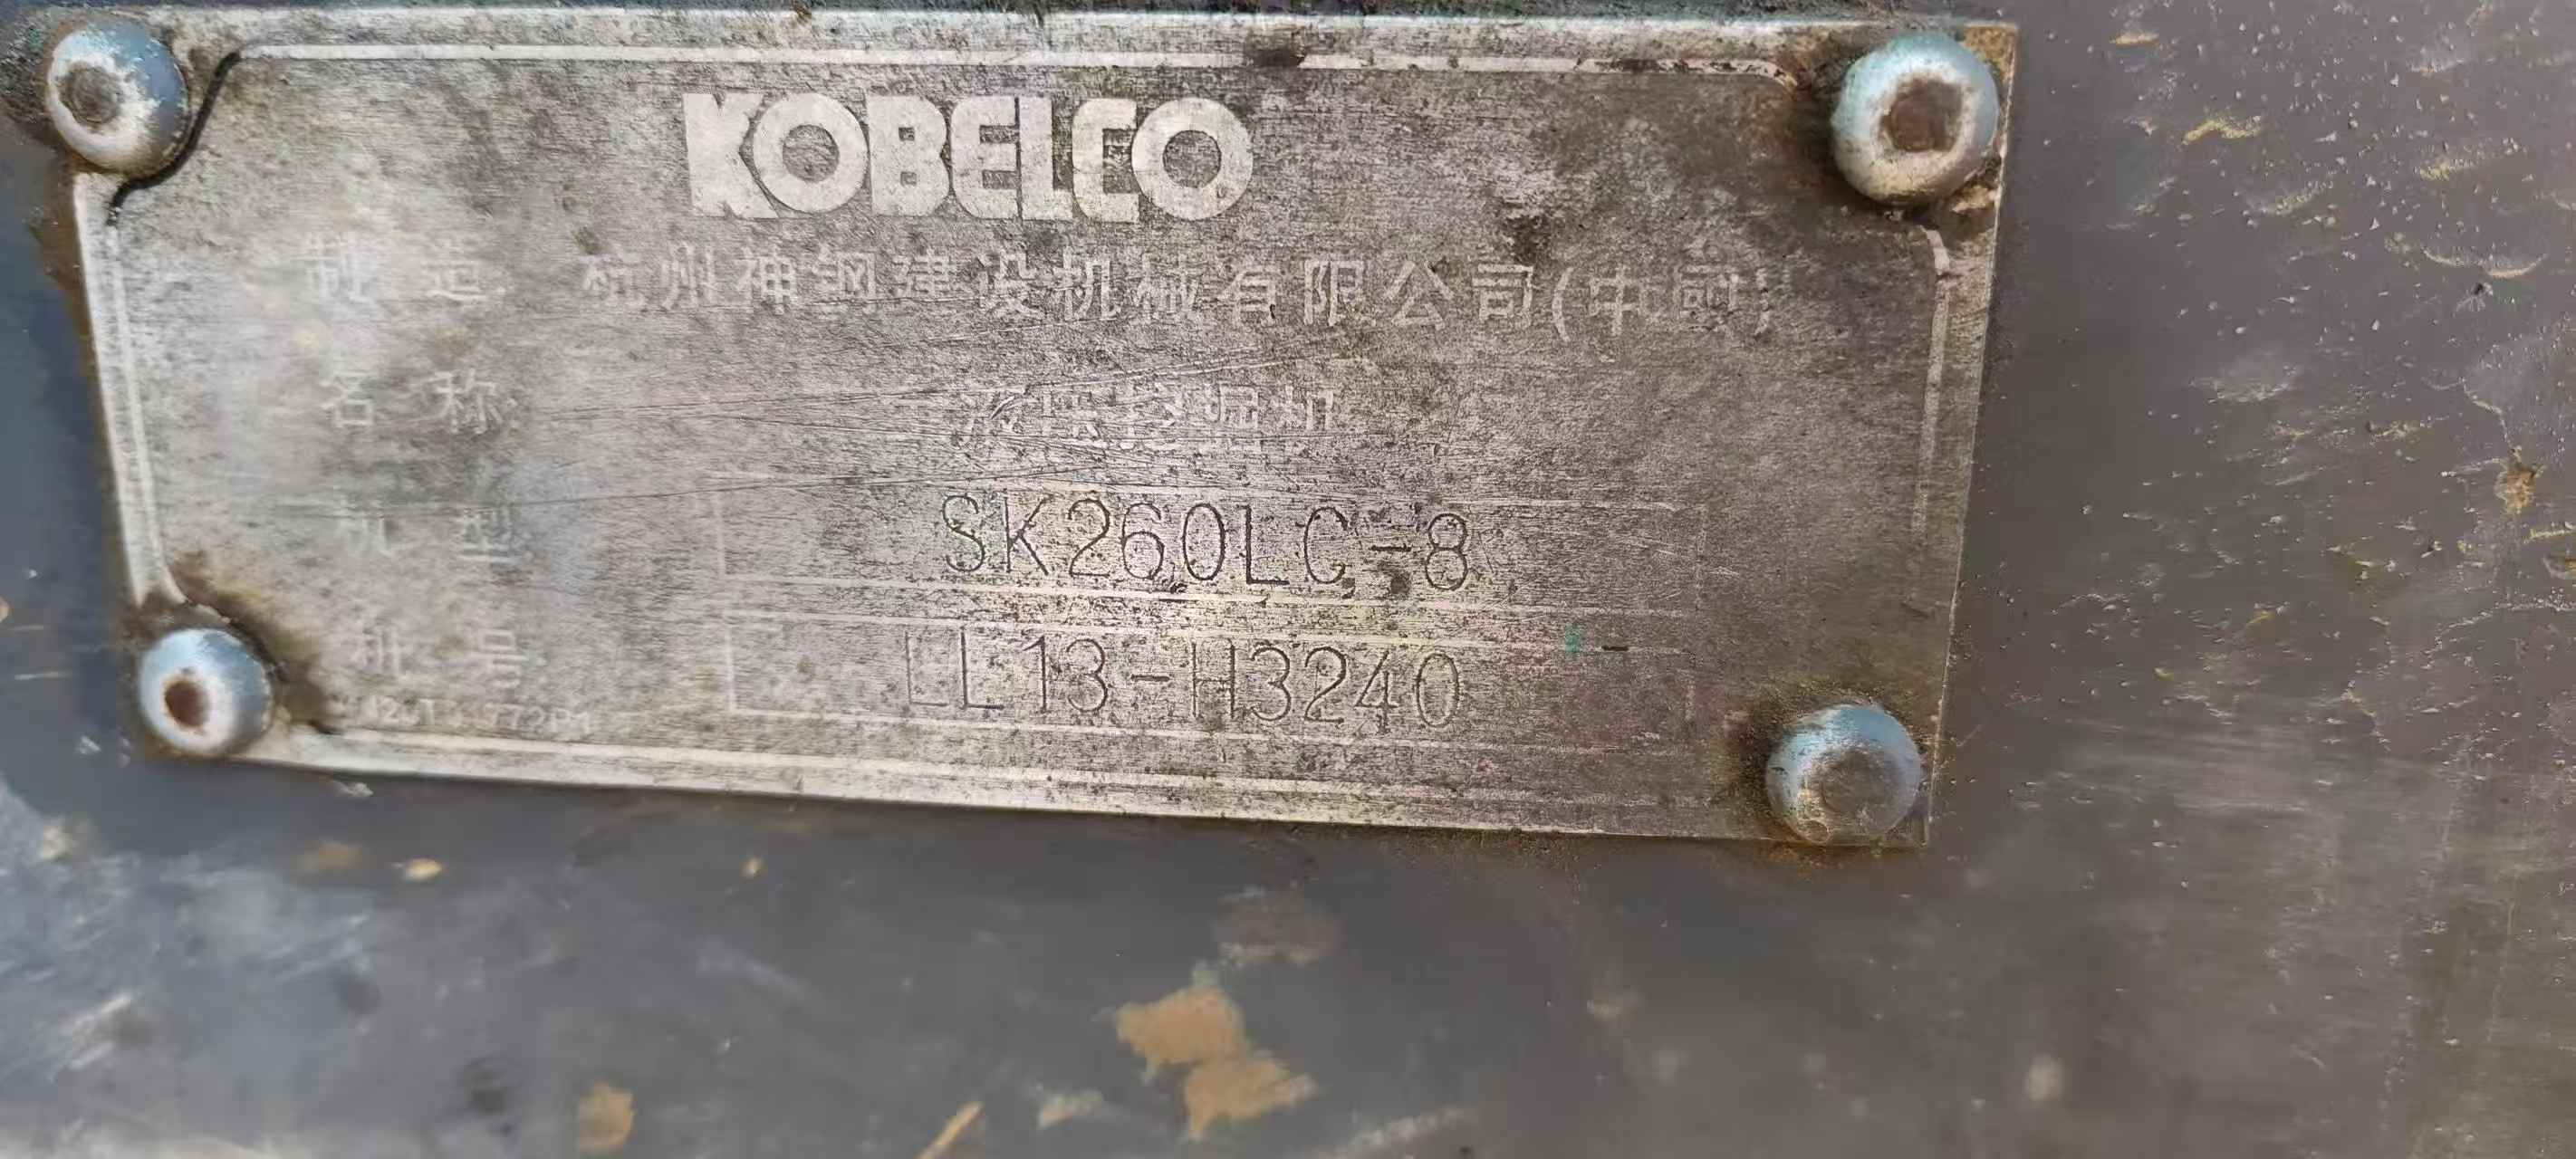 KOBELCO
制造 杭州神钢建设机械有限公司(中国)
名称 液压挖掘机
机型 SK260LC-8
机号 LL13-H3240